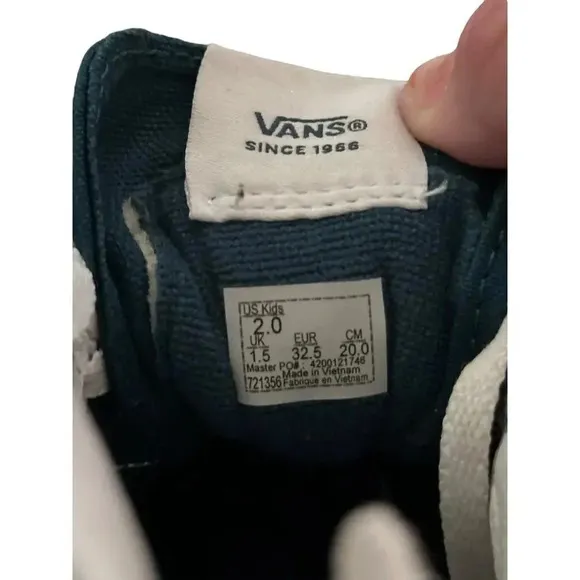 VANS®
SINCE 1966
US Kids
2.0
UK EUR CM
1.5 32.5 20.0
Master PO# : 4200121746
Made in Vietnam
721356 Fabrique en Vietnam